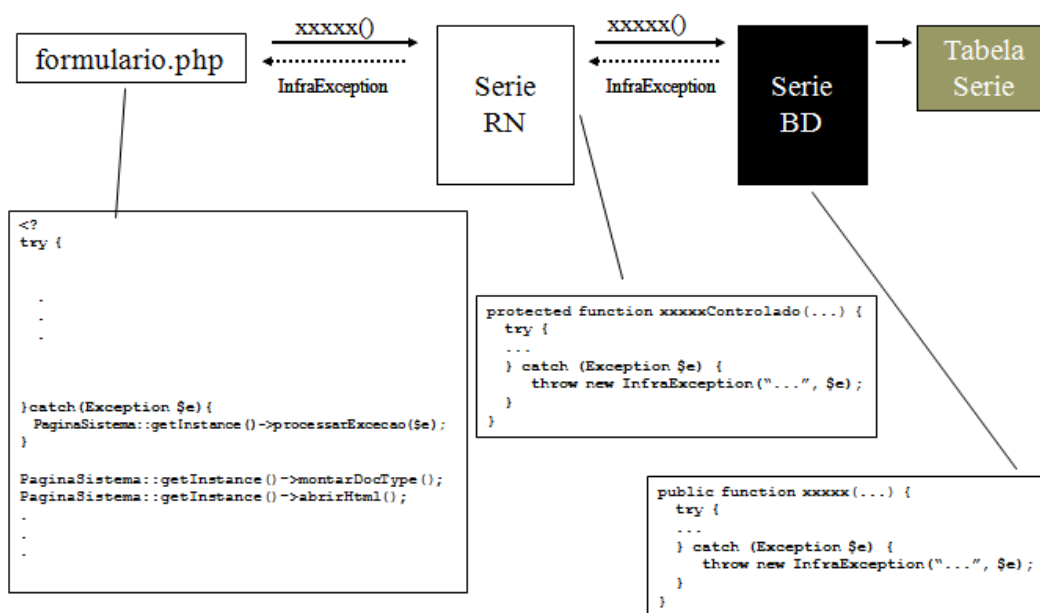 xxxxx()
xxxxx()
formulario.php
InfraException
Serie
RN
InfraException
Serie
BD
Tabela
Serie
<?
try {
.
.
.
}catch(Exception $e){
PaginaSistema::getInstance()->processarExcecao($e);
}
PaginaSistema::getInstance()->montarDocType();
PaginaSistema::getInstance()->abrirHtml();
.
.
.
protected function xxxxxControlado(...) {
try {
...
} catch (Exception $e) {
throw new InfraException(“...”, $e);
}
}
public function xxxxx(...) {
try {
...
} catch (Exception $e) {
throw new InfraException(“...”, $e);
}
}